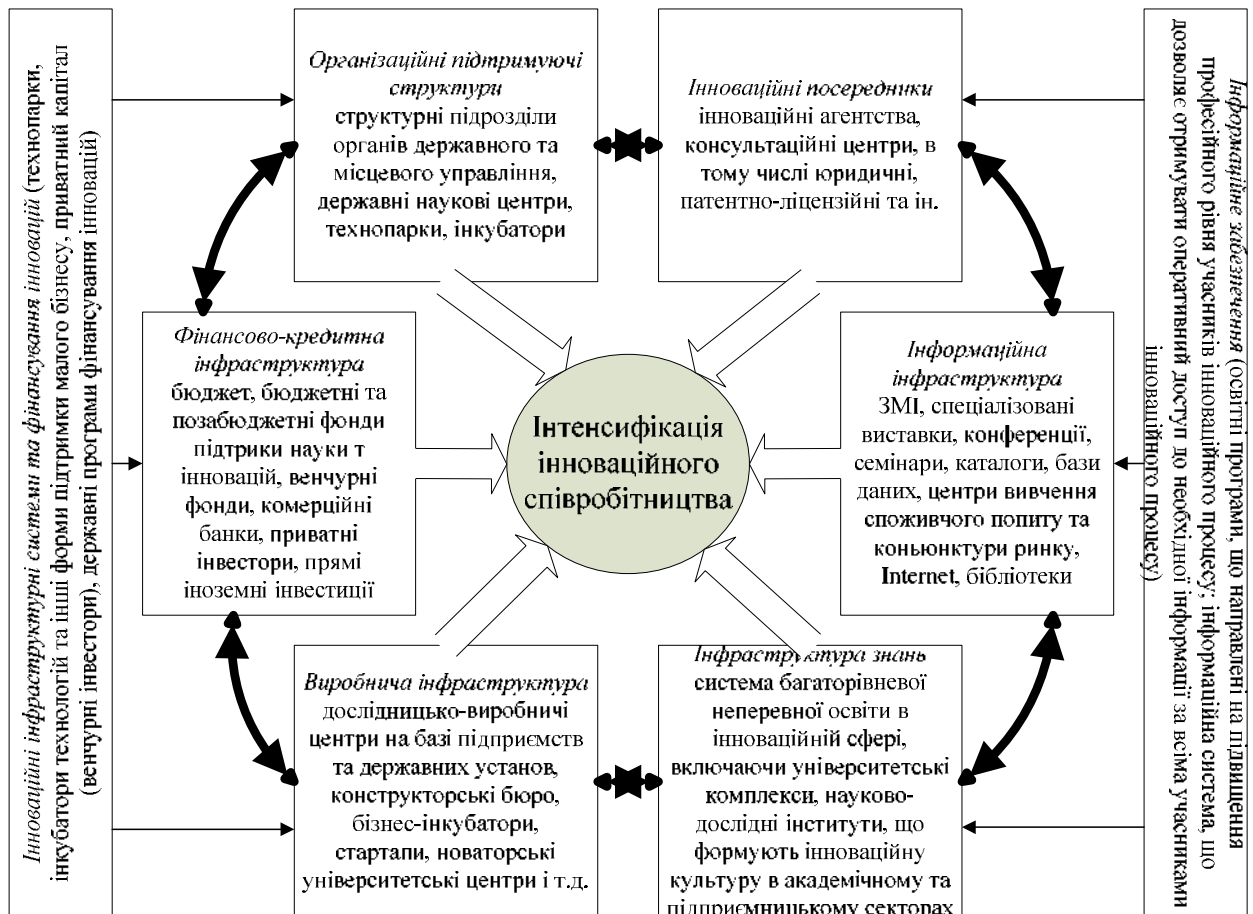 Інноваційні інфраструктурні системи та фінансування інновацій (технопарки,
інкубатори технологій та інші форми підтримки малого бізнесу, приватний капітал
(венчурні інвестори), державні програми фінансування інновацій)
Організаційні підтримуючі
структури
структурні підрозділи
органів державного та
місцевого управління,
державні наукові центри,
технопарки, інкубатори
Інноваційні посередники
інноваційні агентства,
консультаційні центри, в
тому числі юридичні,
патентно-ліцензійні та ін.
Фінансово-кредитна
інфраструктура
бюджет, бюджетні та
позабюджетні фонди
підтрики науки т
інновацій, венчурні
фонди, комерційні
банки, приватні
інвестори, прямі
іноземні інвестиції
Інтенсифікація
інноваційного
співробітництва
Інформаційна
інфраструктура
ЗМІ, спеціалізовані
виставки, конференції,
семінари, каталоги, бази
даних, центри вивчення
споживчого попиту та
коньюнктури ринку,
Internet, бібліотеки
Виробнича інфраструктура
дослідницько-виробничі
центри на базі підприємств
та державних установ,
конструкторські бюро,
бізнес-інкубатори,
стартапи, новаторські
університетські центри і т.д.
Інфраструктура знань
система багаторівневої
неперевної освіти в
інноваційній сфері,
включаючи університетські
комплекси, науково-
дослідні інститути, що
формують інноваційну
культуру в академічному та
підприємницькому секторах
Інформаційне забезпечення (освітні програми, що направлені на підвищення
професійного рівня учасників інноваційного процесу; інформаційна система, що
дозволяє отримувати оперативний доступ до необхідної інформації за всіма учасниками
інноваційного процесу)